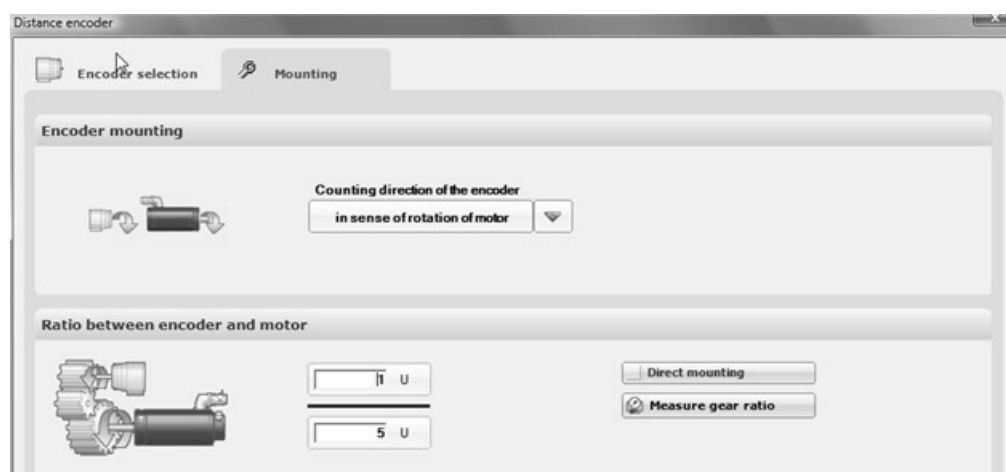 Distance encoder
Encoder selection
Mounting
Encoder mounting
Counting direction of the encoder
in sense of rotation of motor
Ratio between encoder and motor
1 U
5 U
Direct mounting
Measure gear ratio